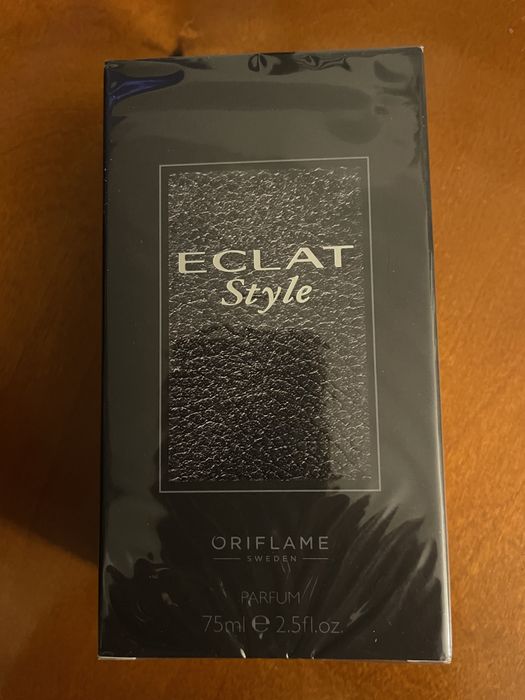 ECLAT
Style
ORIFLAME
SWEDEN
PARFUM
75ml ℮ 2.5fl.oz.